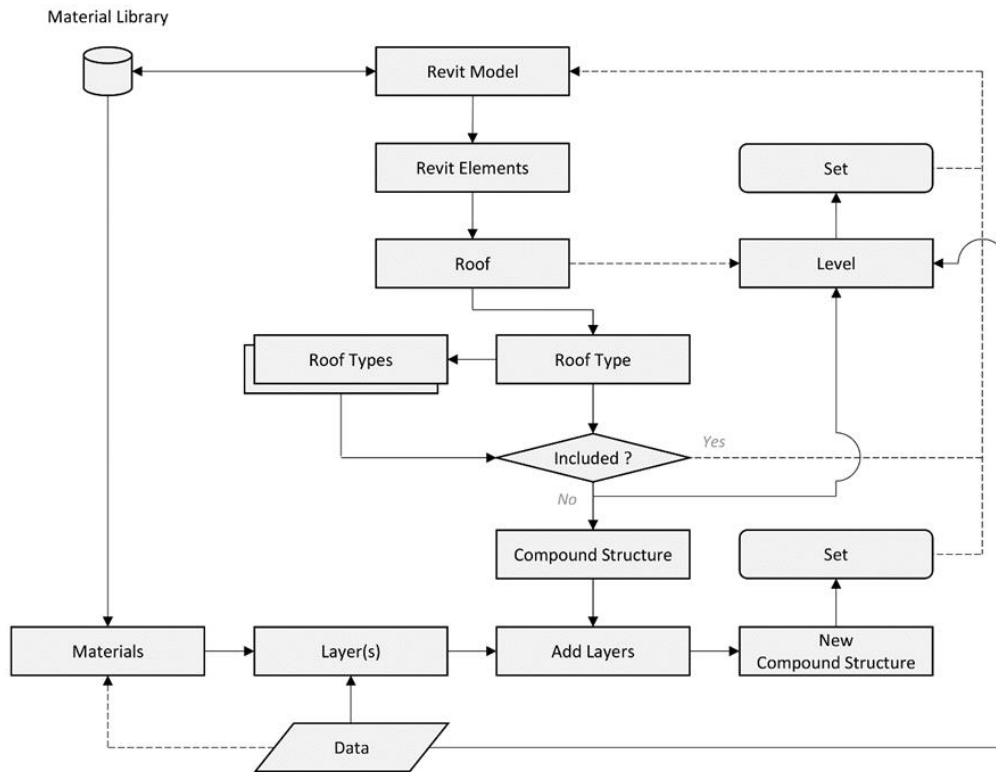 Material Library
Revit Model
Revit Elements
Set
Roof
Level
Roof Types
Roof Type
Included ?
Yes
No
Compound Structure
Set
Materials
Layer(s)
Add Layers
New
Compound Structure
Data